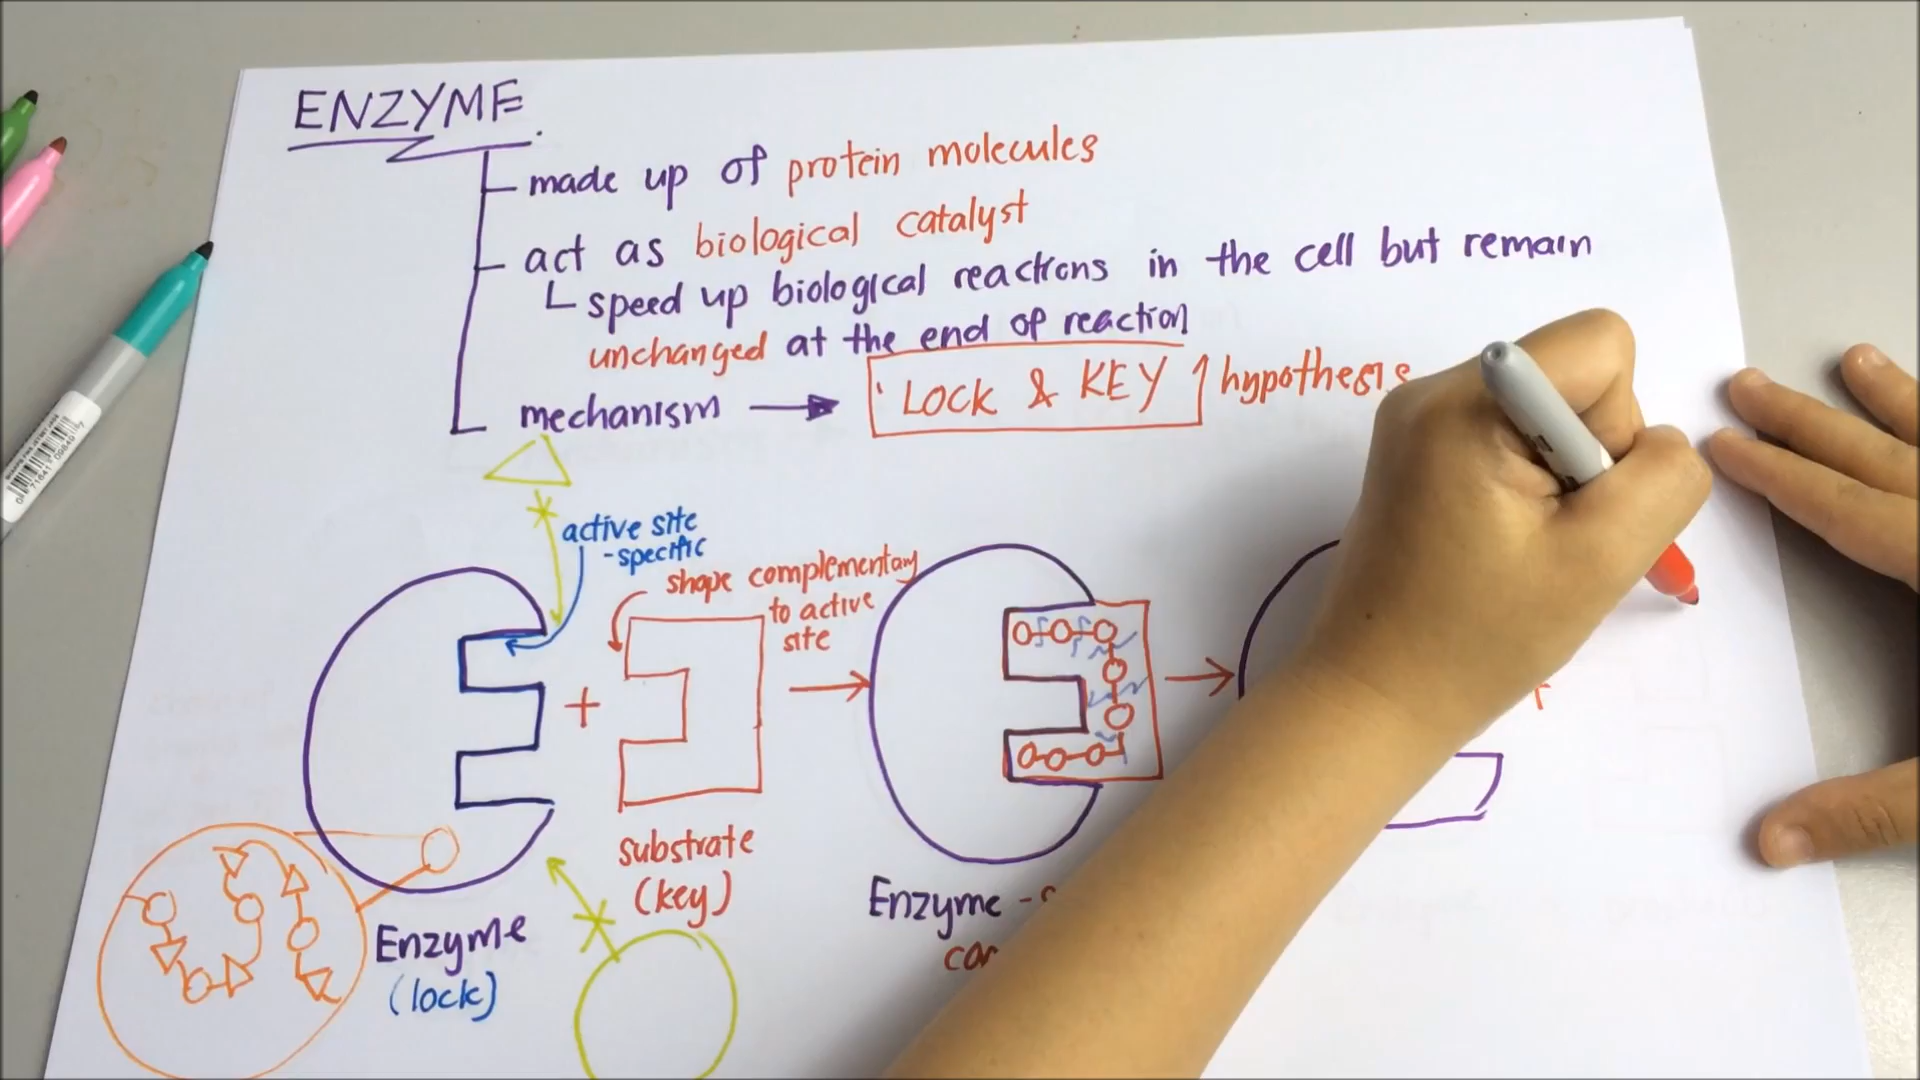 ENZYME
made up of protein molecules
act as biological catalyst
speed up biological reactions in the cell but remain
unchanged at the end of reaction
mechanism → 'LOCK & KEY' hypothesis
active site
-specific
shape complementary
to active
site
+
substrate
(key)
Enzyme
(lock)
Enzyme -